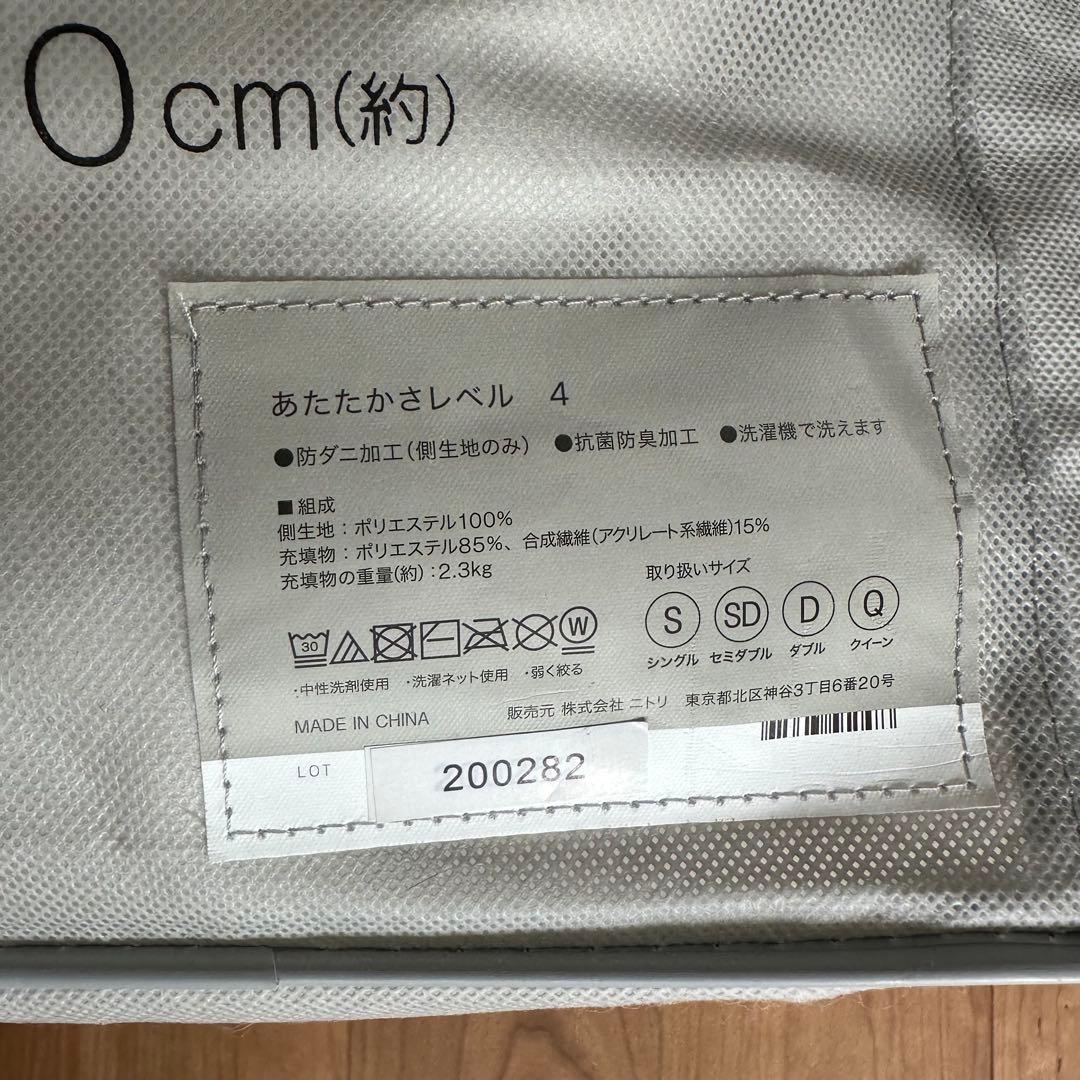 0cm(約)
あたたかさレベル 4
●防ダニ加工(側生地のみ) ●抗菌防臭加工 ●洗濯機で洗えます
■組成
側生地：ポリエステル100%
充填物：ポリエステル85%、合成繊維(アクリレート系繊維)15%
充填物の重量(約)：2.3kg
取り扱いサイズ
S SD D Q
シングル セミダブル ダブル クイーン
30 W
・中性洗剤使用 ・洗濯ネット使用 ・弱く絞る
MADE IN CHINA 販売元 株式会社 ニトリ 東京都北区神谷3丁目6番20号
LOT 200282